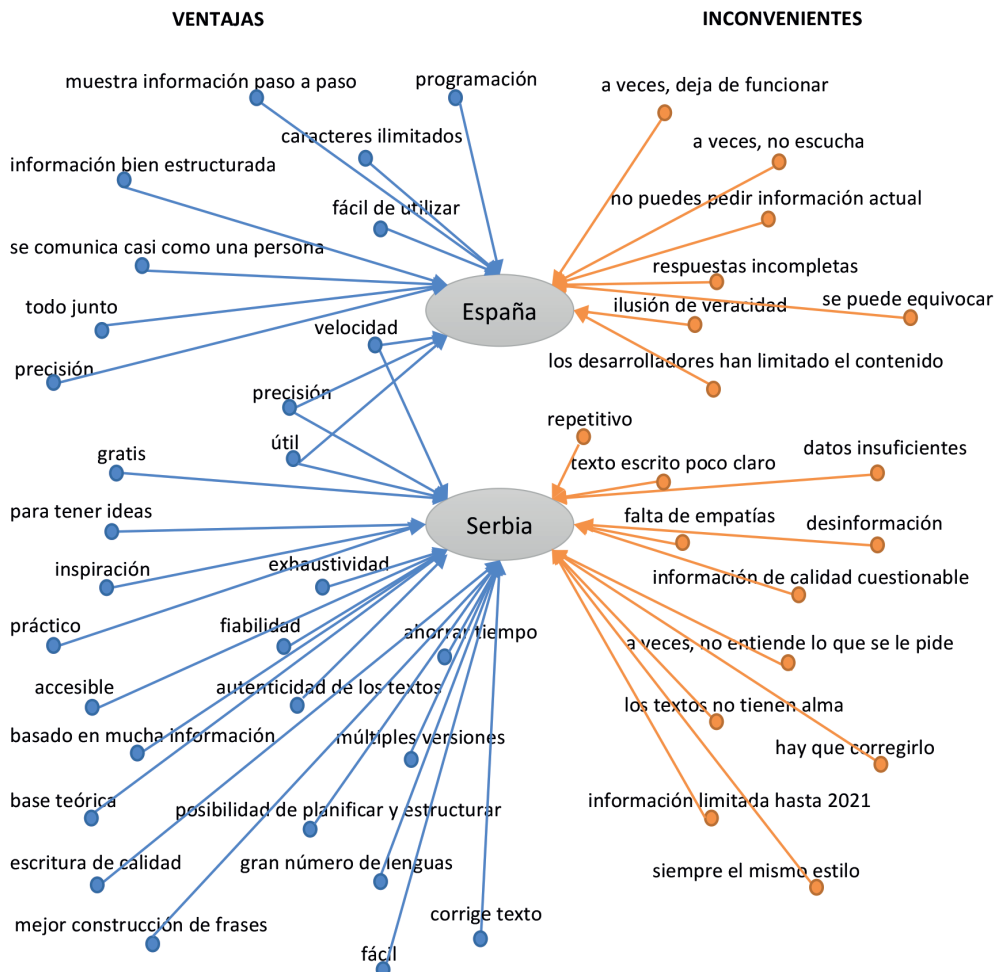 VENTAJAS
INCONVENIENTES
muestra información paso a paso
programación
a veces, deja de funcionar
caracteres ilimitados
a veces, no escucha
información bien estructurada
no puedes pedir información actual
fácil de utilizar
se comunica casi como una persona
respuestas incompletas
todo junto
ilusión de veracidad
se puede equivocar
España
velocidad
precisión
los desarrolladores han limitado el contenido
precisión
repetitivo
útil
gratis
datos insuficientes
texto escrito poco claro
para tener ideas
Serbia
falta de empatías
desinformación
inspiración
exhaustividad
información de calidad cuestionable
práctico
fiabilidad
ahorrar tiempo
a veces, no entiende lo que se le pide
accesible
autenticidad de los textos
los textos no tienen alma
basado en mucha información
múltiples versiones
hay que corregirlo
base teórica
posibilidad de planificar y estructurar
información limitada hasta 2021
escritura de calidad
gran número de lenguas
siempre el mismo estilo
mejor construcción de frases
corrige texto
fácil